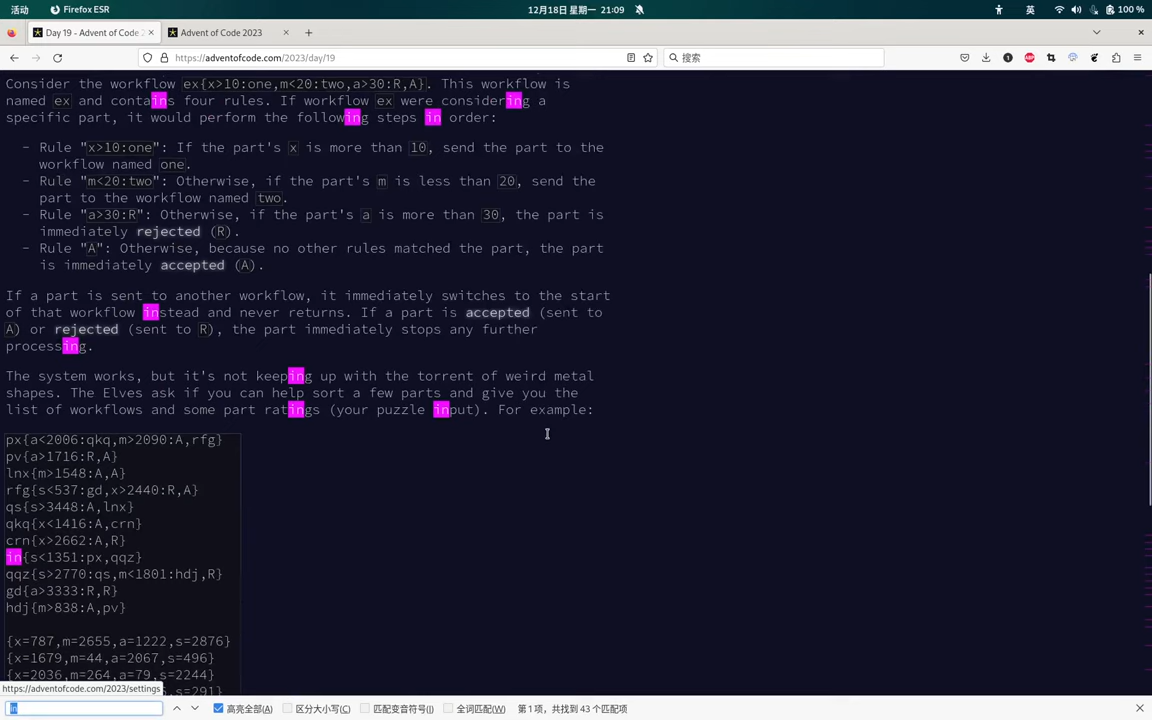 活动
Firefox ESR
12月18日 星期一 21:09
英
100 %
Day 19 - Advent of Code 2
Advent of Code 2023
https://adventofcode.com/2023/day/19
搜索
Consider the workflow ex{x>10:one,m<20:two,a>30:R,A}. This workflow is
named ex and contains four rules. If workflow ex were considering a
specific part, it would perform the following steps in order:
- Rule "x>10:one": If the part's x is more than 10, send the part to the
workflow named one.
- Rule "m<20:two": Otherwise, if the part's m is less than 20, send the
part to the workflow named two.
- Rule "a>30:R": Otherwise, if the part's a is more than 30, the part is
immediately rejected (R).
- Rule "A": Otherwise, because no other rules matched the part, the part
is immediately accepted (A).
If a part is sent to another workflow, it immediately switches to the start
of that workflow instead and never returns. If a part is accepted (sent to
A) or rejected (sent to R), the part immediately stops any further
processing.
The system works, but it's not keeping up with the torrent of weird metal
shapes. The Elves ask if you can help sort a few parts and give you the
list of workflows and some part ratings (your puzzle input). For example:
px{a<2006:qkq,m>2090:A,rfg}
pv{a>1716:R,A}
lnx{m>1548:A,A}
rfg{s<537:gd,x>2440:R,A}
qs{s>3448:A,lnx}
qkq{x<1416:A,crn}
crn{x>2662:A,R}
in{s<1351:px,qqz}
qqz{s>2770:qs,m<1801:hdj,R}
gd{a>3333:R,R}
hdj{m>838:A,pv}
{x=787,m=2655,a=1222,s=2876}
{x=1679,m=44,a=2067,s=496}
{x=2036,m=264,a=79,s=2244}
s=291}
https://adventofcode.com/2023/settings
in
高亮全部(A)
区分大小写(C)
匹配变音符号(I)
全词匹配(W)
第 1 项，共找到 43 个匹配项